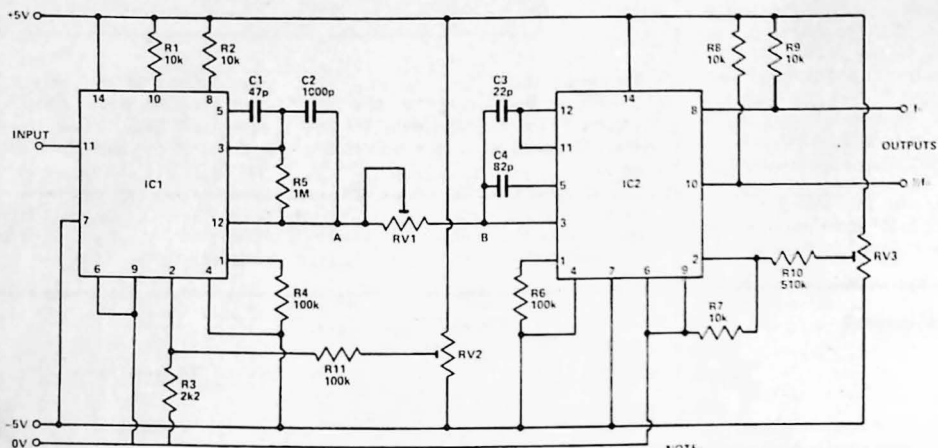 +5V
R1
10k
R2
10k
C1
47p
C2
1000p
C3
22p
R8
10k
R9
10k
14
10
8
5
12
14
8
INPUT
11
3
11
OUTPUTS
IC1
R5
1M
C4
82p
5
IC2
10
7
12
A
RV1
B
3
6
9
2
4
1
1
4
7
6
9
2
R4
100k
R6
100k
R7
10k
R10
510k
RV3
R3
2k2
R11
100k
RV2
-5V
0V
NOTE